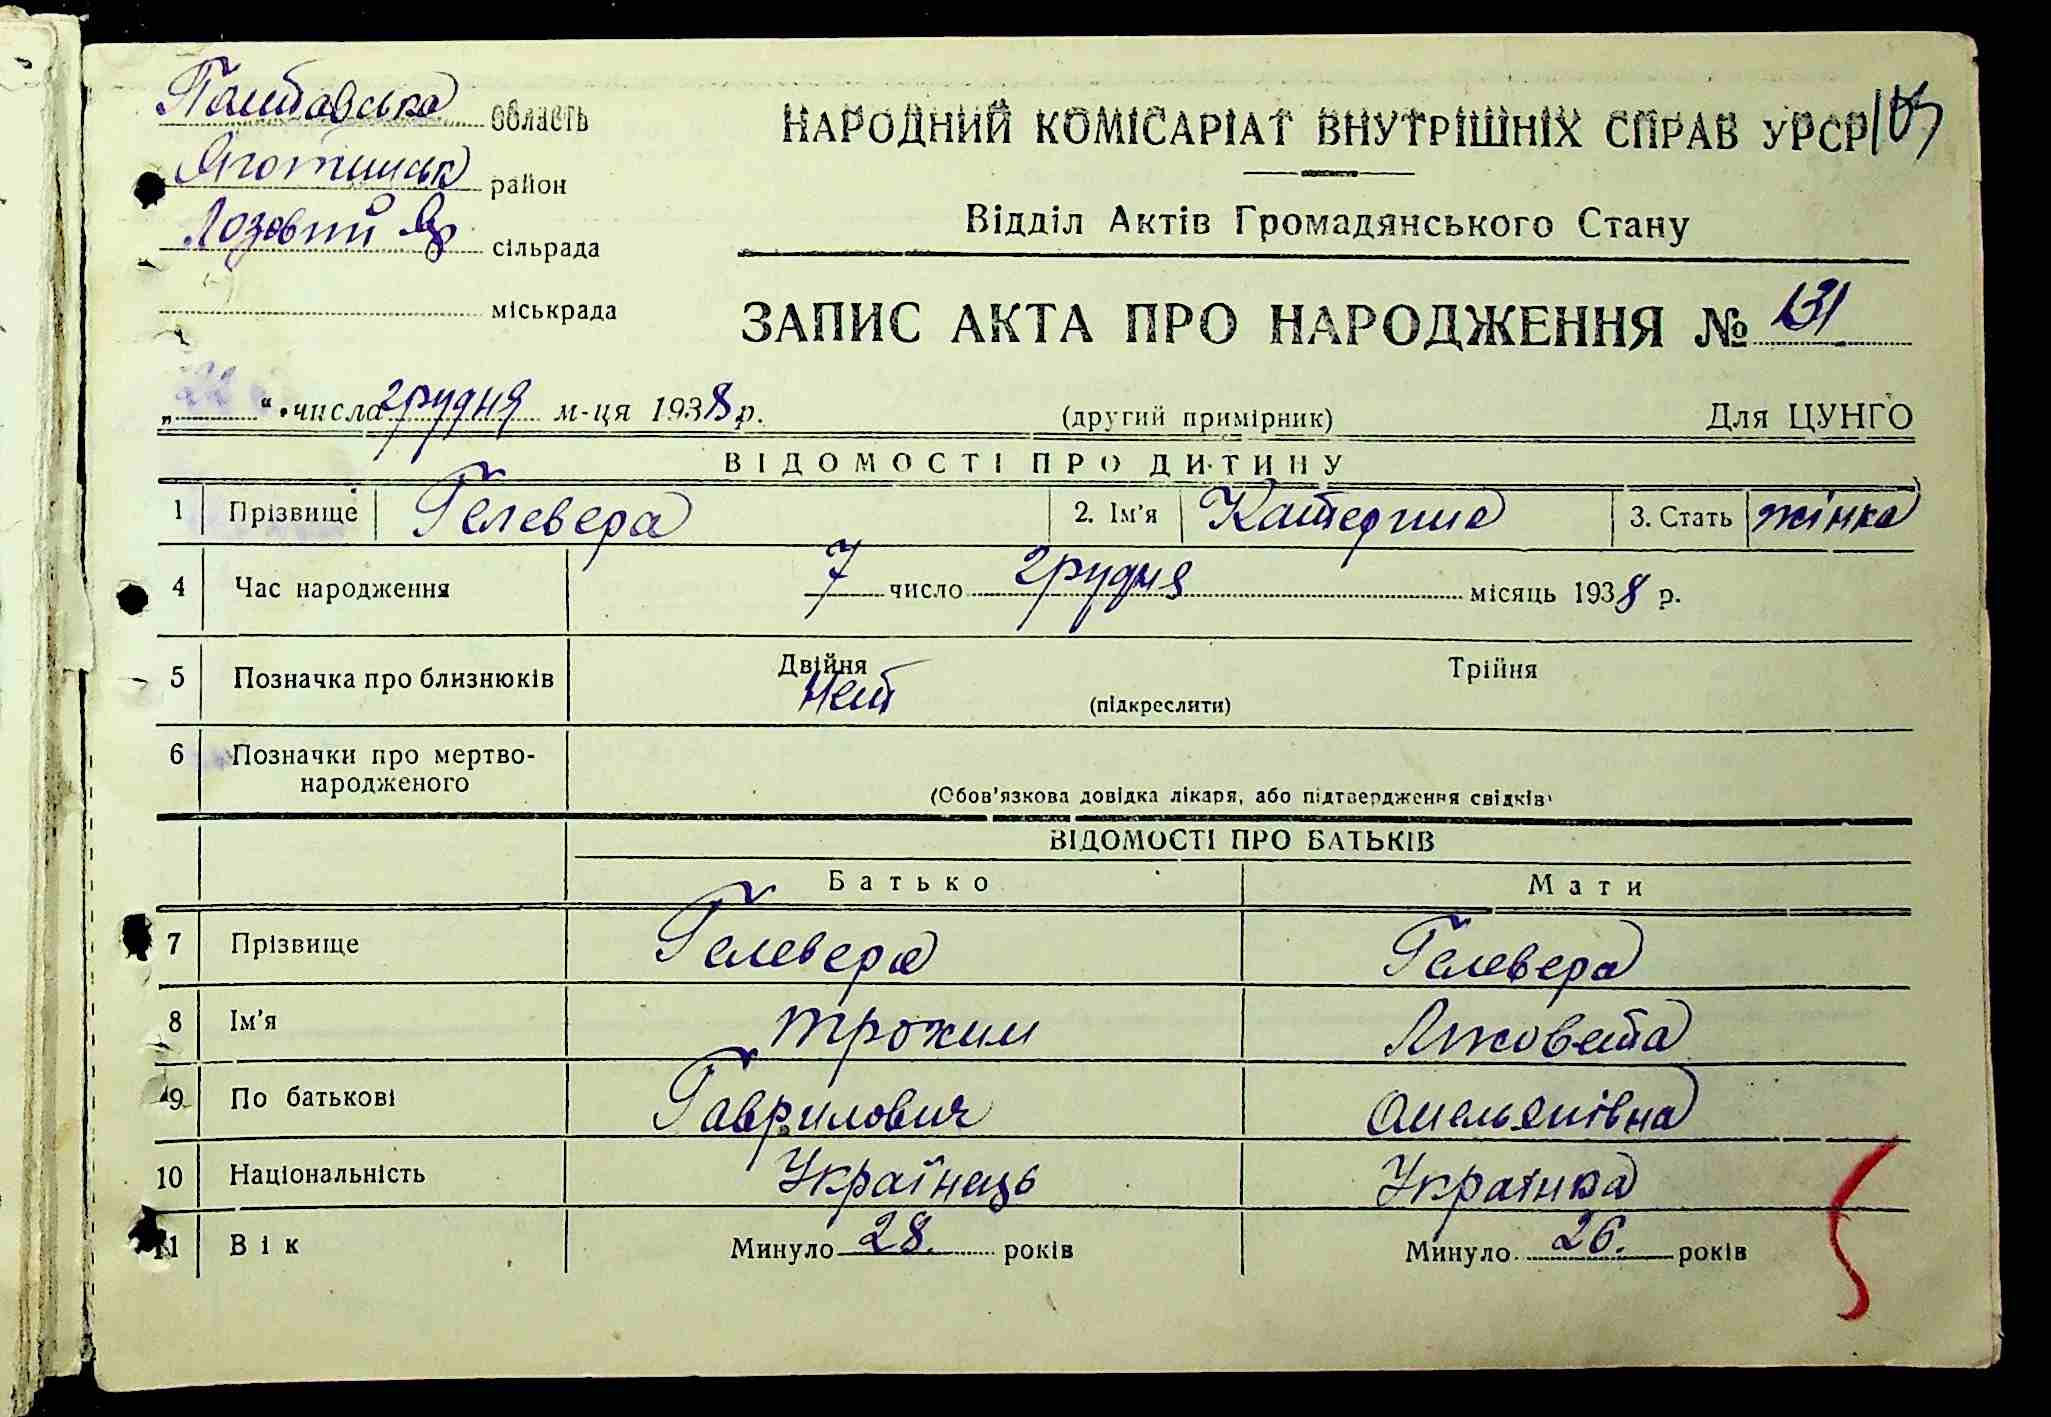 Полтавська область
НАРОДНИЙ КОМІСАРІАТ ВНУТРІШНІХ СПРАВ УРСР
Яготинськ район
Відділ Актів Громадянського Стану
Лозовий Яр сільрада
міськрада
ЗАПИС АКТА ПРО НАРОДЖЕННЯ № 131
„ “ числа грудня м-ця 1938 р. (другий примірник) Для ЦУНГО
ВІДОМОСТІ ПРО ДИТИНУ
1 Прізвище Гелевера 2. Ім'я Катерина 3. Стать жінка
4 Час народження 7 число грудня місяць 1938 р.
5 Позначка про близнюків Двійня Трійня
нет (підкреслити)
6 Позначки про мертво-
народженого
(Обов'язкова довідка лікаря, або підтвердження свідків)
ВІДОМОСТІ ПРО БАТЬКІВ
Батько Мати
7 Прізвище Гелевера Гелевера
8 Ім'я трохим Лижовета
9 По батькові Гаврилович Омельянівна
10 Національність Українець Українка
11 Вік Минуло 28. років Минуло 26. років